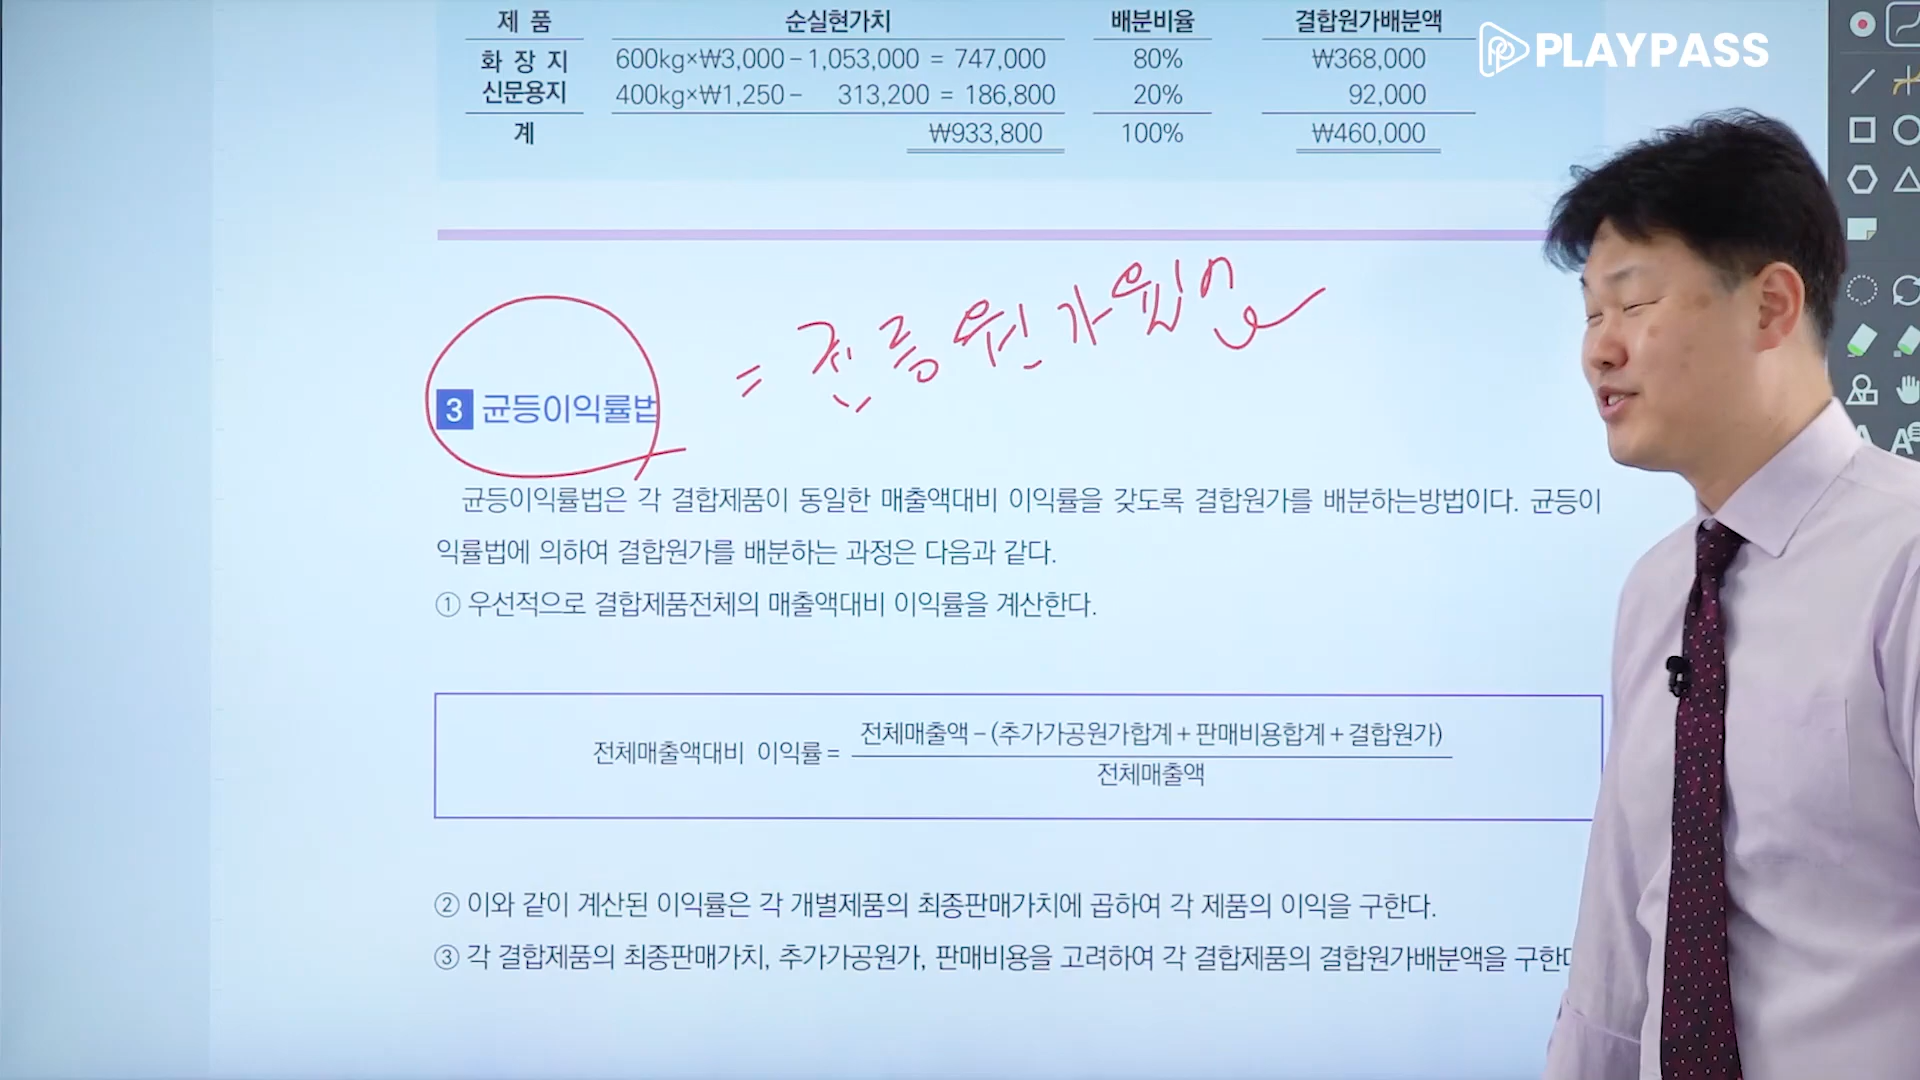 제 품 순실현가치 배분비율 결합원가배분액
PLAYPASS
화 장 지 600kg×₩3,000-1,053,000 = 747,000 80% ₩368,000
신문용지 400kg×₩1,250- 313,200 = 186,800 20% 92,000
계 ₩933,800 100% ₩460,000
=
3 균등이익률법
균등이익률법은 각 결합제품이 동일한 매출액대비 이익률을 갖도록 결합원가를 배분하는방법이다. 균등이
익률법에 의하여 결합원가를 배분하는 과정은 다음과 같다.
① 우선적으로 결합제품전체의 매출액대비 이익률을 계산한다.
전체매출액대비 이익률= 전체매출액-(추가가공원가합계+판매비용합계+결합원가)
전체매출액
② 이와 같이 계산된 이익률은 각 개별제품의 최종판매가치에 곱하여 각 제품의 이익을 구한다.
③ 각 결합제품의 최종판매가치, 추가가공원가, 판매비용을 고려하여 각 결합제품의 결합원가배분액을